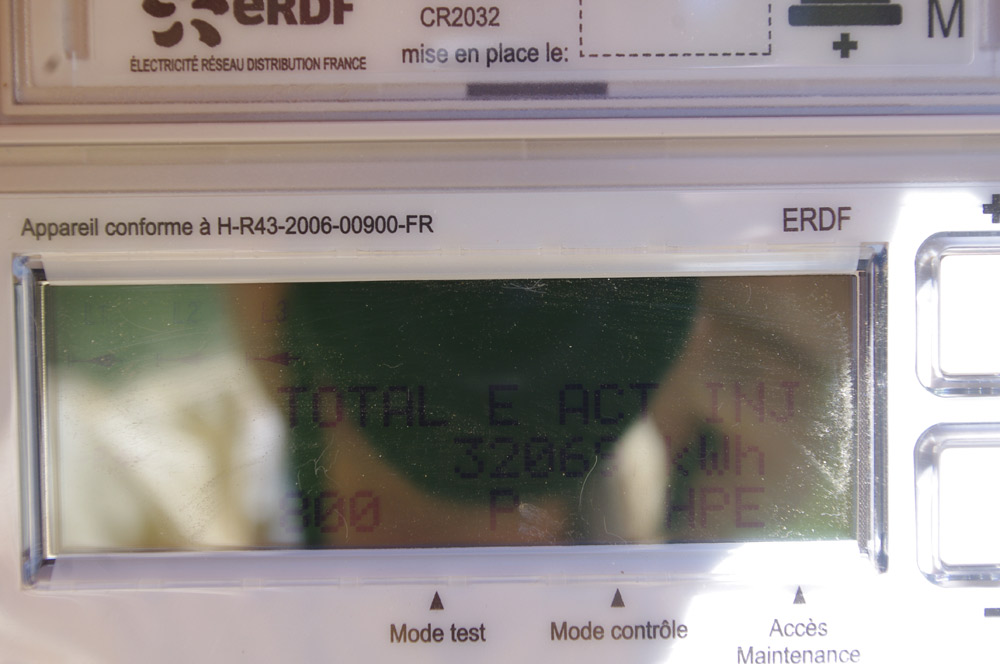 eRDF
ÉLECTRICITÉ RÉSEAU DISTRIBUTION FRANCE
CR2032
mise en place le:
+
M
Appareil conforme à H-R43-2006-00900-FR
ERDF
TOTAL E ACT INJ
kWh
P HPE
Mode test
Mode contrôle
Accès
Maintenance